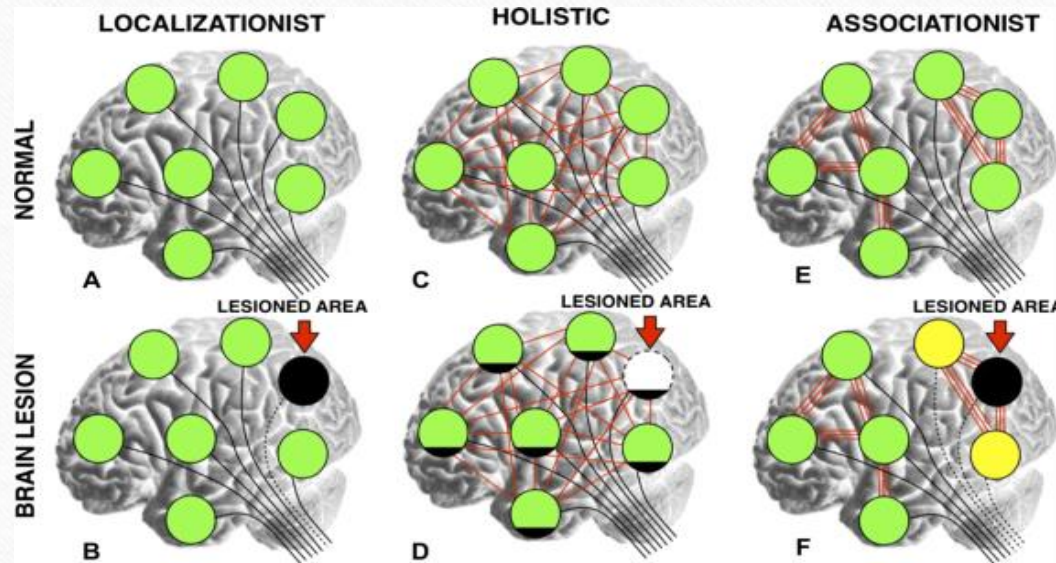 LOCALIZATIONIST
HOLISTIC
ASSOCIATIONIST
NORMAL
A
C
E
BRAIN LESION
LESIONED AREA
LESIONED AREA
LESIONED AREA
B
D
F